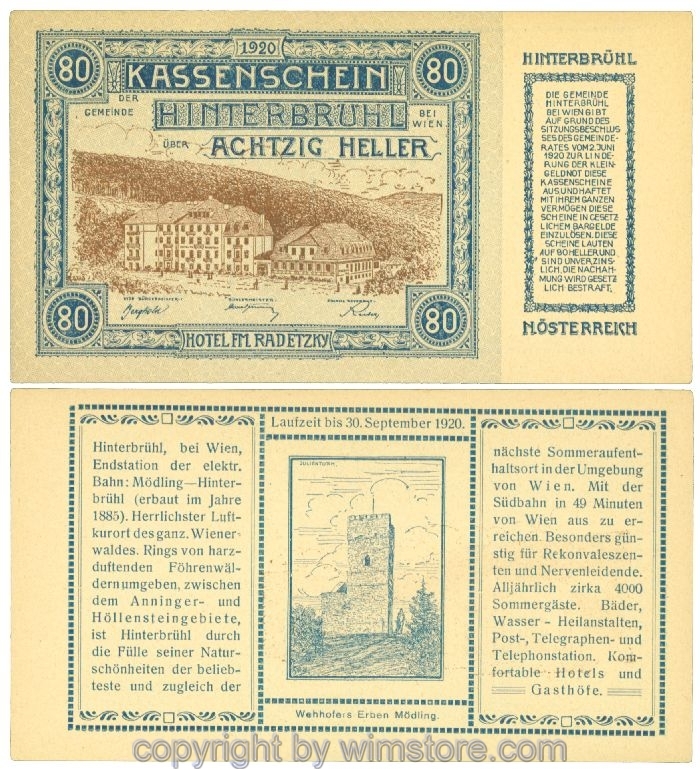 1920
80
80
KASSENSCHEIN
DER
GEMEINDE
HINTERBRÜHL
BEI
WIEN
ÜBER
ACHTZIG HELLER
VIZE BÜRGERMEISTER:
BÜRGERMEISTER:
80
80
HOTEL FM. RADETZKY
HINTERBRÜHL
DIE GEMEINDE
HINTERBRÜHL
BEI WIEN GIBT
AUF GRUND DES
SITZUNGSBESCHLUS
SES DES GEMEINDE-
RATES VOM 2. JUNI
1920 ZUR LINDE
RUNG DER KLEIN-
GELDNOT DIESE
KASSENSCHEINE
AUS UND HAFTET
MIT IHREM GANZEN
VERMÖGEN DIESE
SCHEINE IN GESETZ
LICHEM BARGELDE
EINZULÖSEN. DIESE
SCHEINE LAUTEN
AUF 80 HELLER UND
SIND UNVERZINS-
LICH, DIE NACHAH-
MUNG WIRD GESETZ
LICH BESTRAFT.
N.ÖSTERREICH
Hinterbrühl, bei Wien,
Endstation der elektr.
Bahn: Mödling—Hinter-
brühl (erbaut im Jahre
1885). Herrlichster Luft-
kurort des ganz. Wiener-
waldes. Rings von harz-
duftenden Föhrenwäl-
dern umgeben, zwischen
dem Anninger- und
Höllensteingebiete,
ist Hinterbrühl durch
die Fülle seiner Natur-
schönheiten der belieb-
teste und zugleich der
Laufzeit bis 30. September 1920.
JULIENTURM.
Wehhofers Erben Mödling.
nächste Sommeraufent-
haltsort in der Umgebung
von Wien. Mit der
Südbahn in 49 Minuten
von Wien aus zu er-
reichen. Besonders gün-
stig für Rekonvaleszen-
ten und Nervenleidende.
Alljährlich zirka 4000
Sommergäste. Bäder,
Wasser - Heilanstalten,
Post-, Telegraphen- und
Telephonstation. Kom-
fortable Hotels und
Gasthöfe.
copyright by wimstore.com